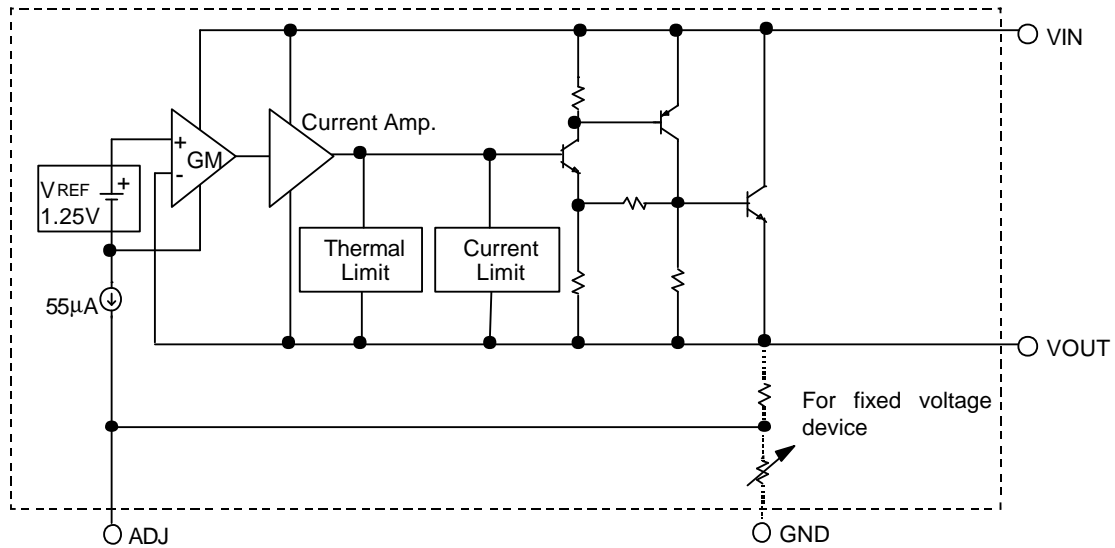 VIN
Current Amp.
+
GM
-
+
VREF
1.25V
Thermal
Limit
Current
Limit
55μA
VOUT
For fixed voltage
device
ADJ
GND